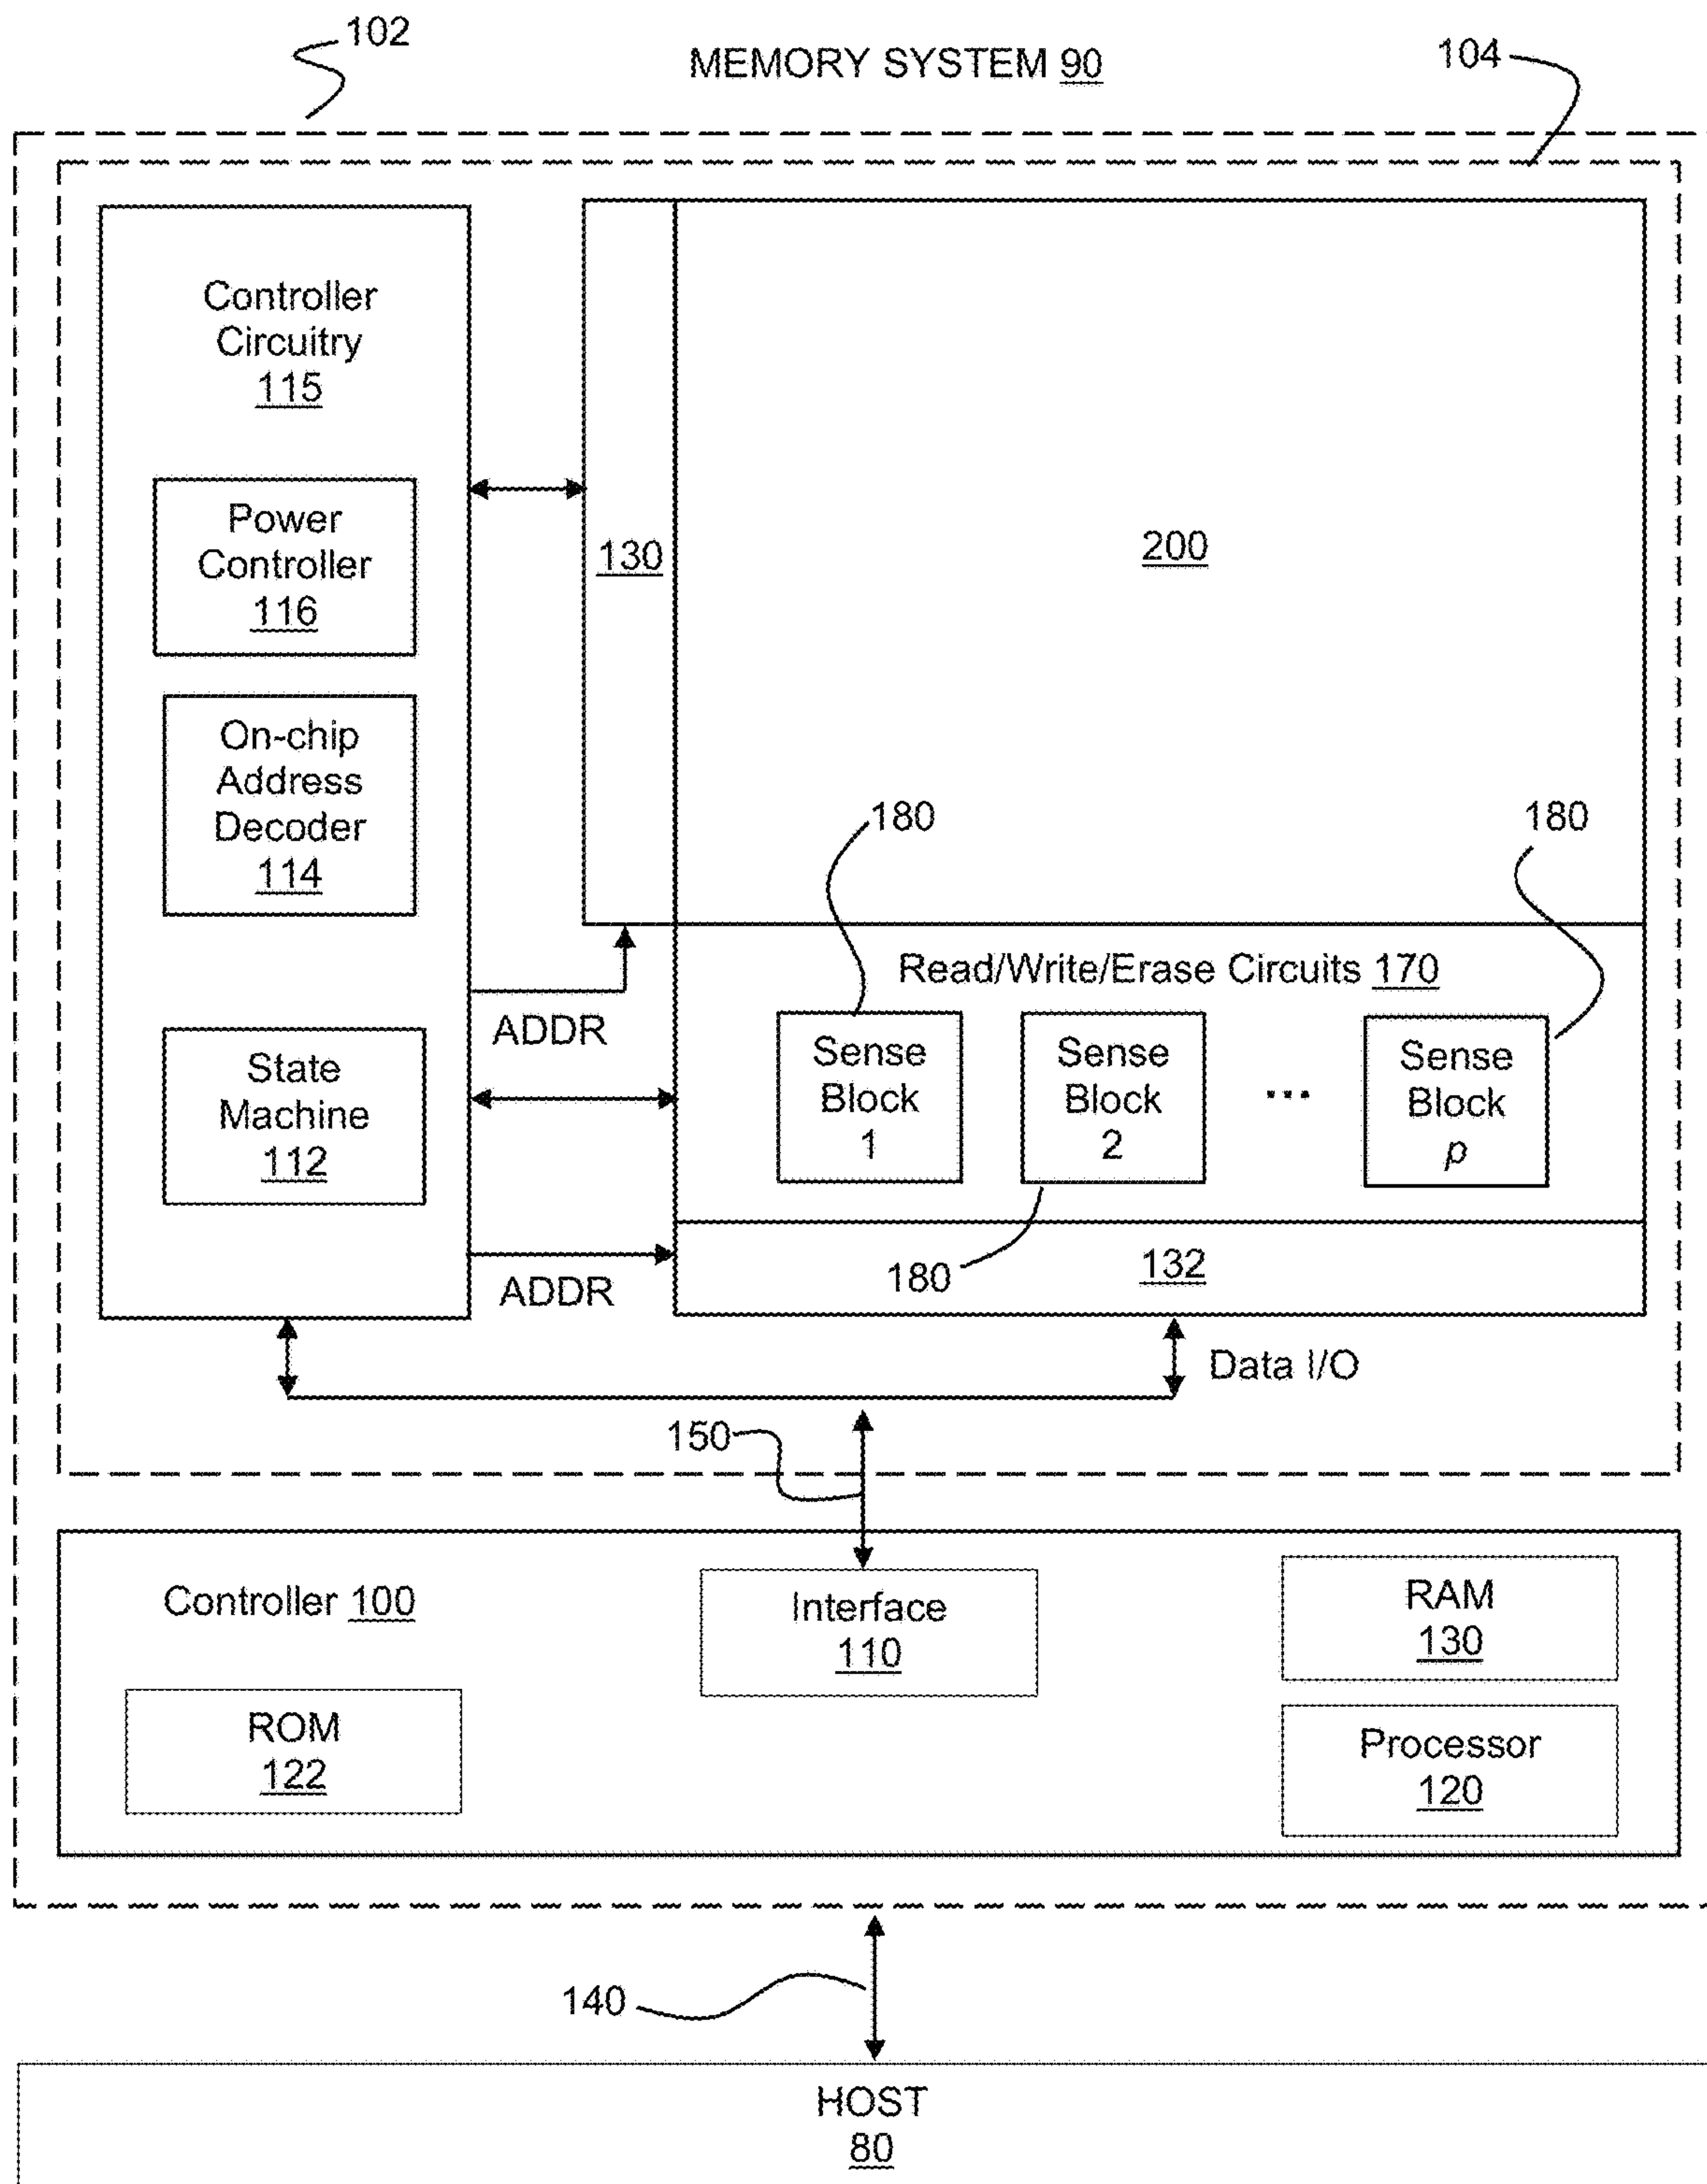 102
MEMORY SYSTEM 90
104
Controller
Circuitry
115
Power
Controller
116
On-chip
Address
Decoder
114
State
Machine
112
130
200
180
180
Read/Write/Erase Circuits 170
ADDR
Sense
Block
1
Sense
Block
2
...
Sense
Block
p
180
132
ADDR
Data I/O
150
Controller 100
Interface
110
RAM
130
ROM
122
Processor
120
140
HOST
80